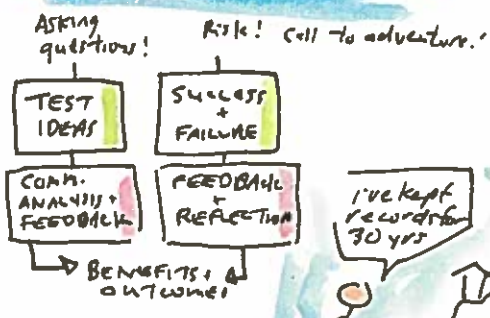 Asking
questions!
Risk! Call to adventure!
TEST
IDEAS
SUCCESS
+
FAILURE
COMM.
ANALYSIS +
FEEDBACK
FEEDBACK
+
REFLECTION
BENEFITS +
OUTCOMES
i've kept
records for
30 yrs